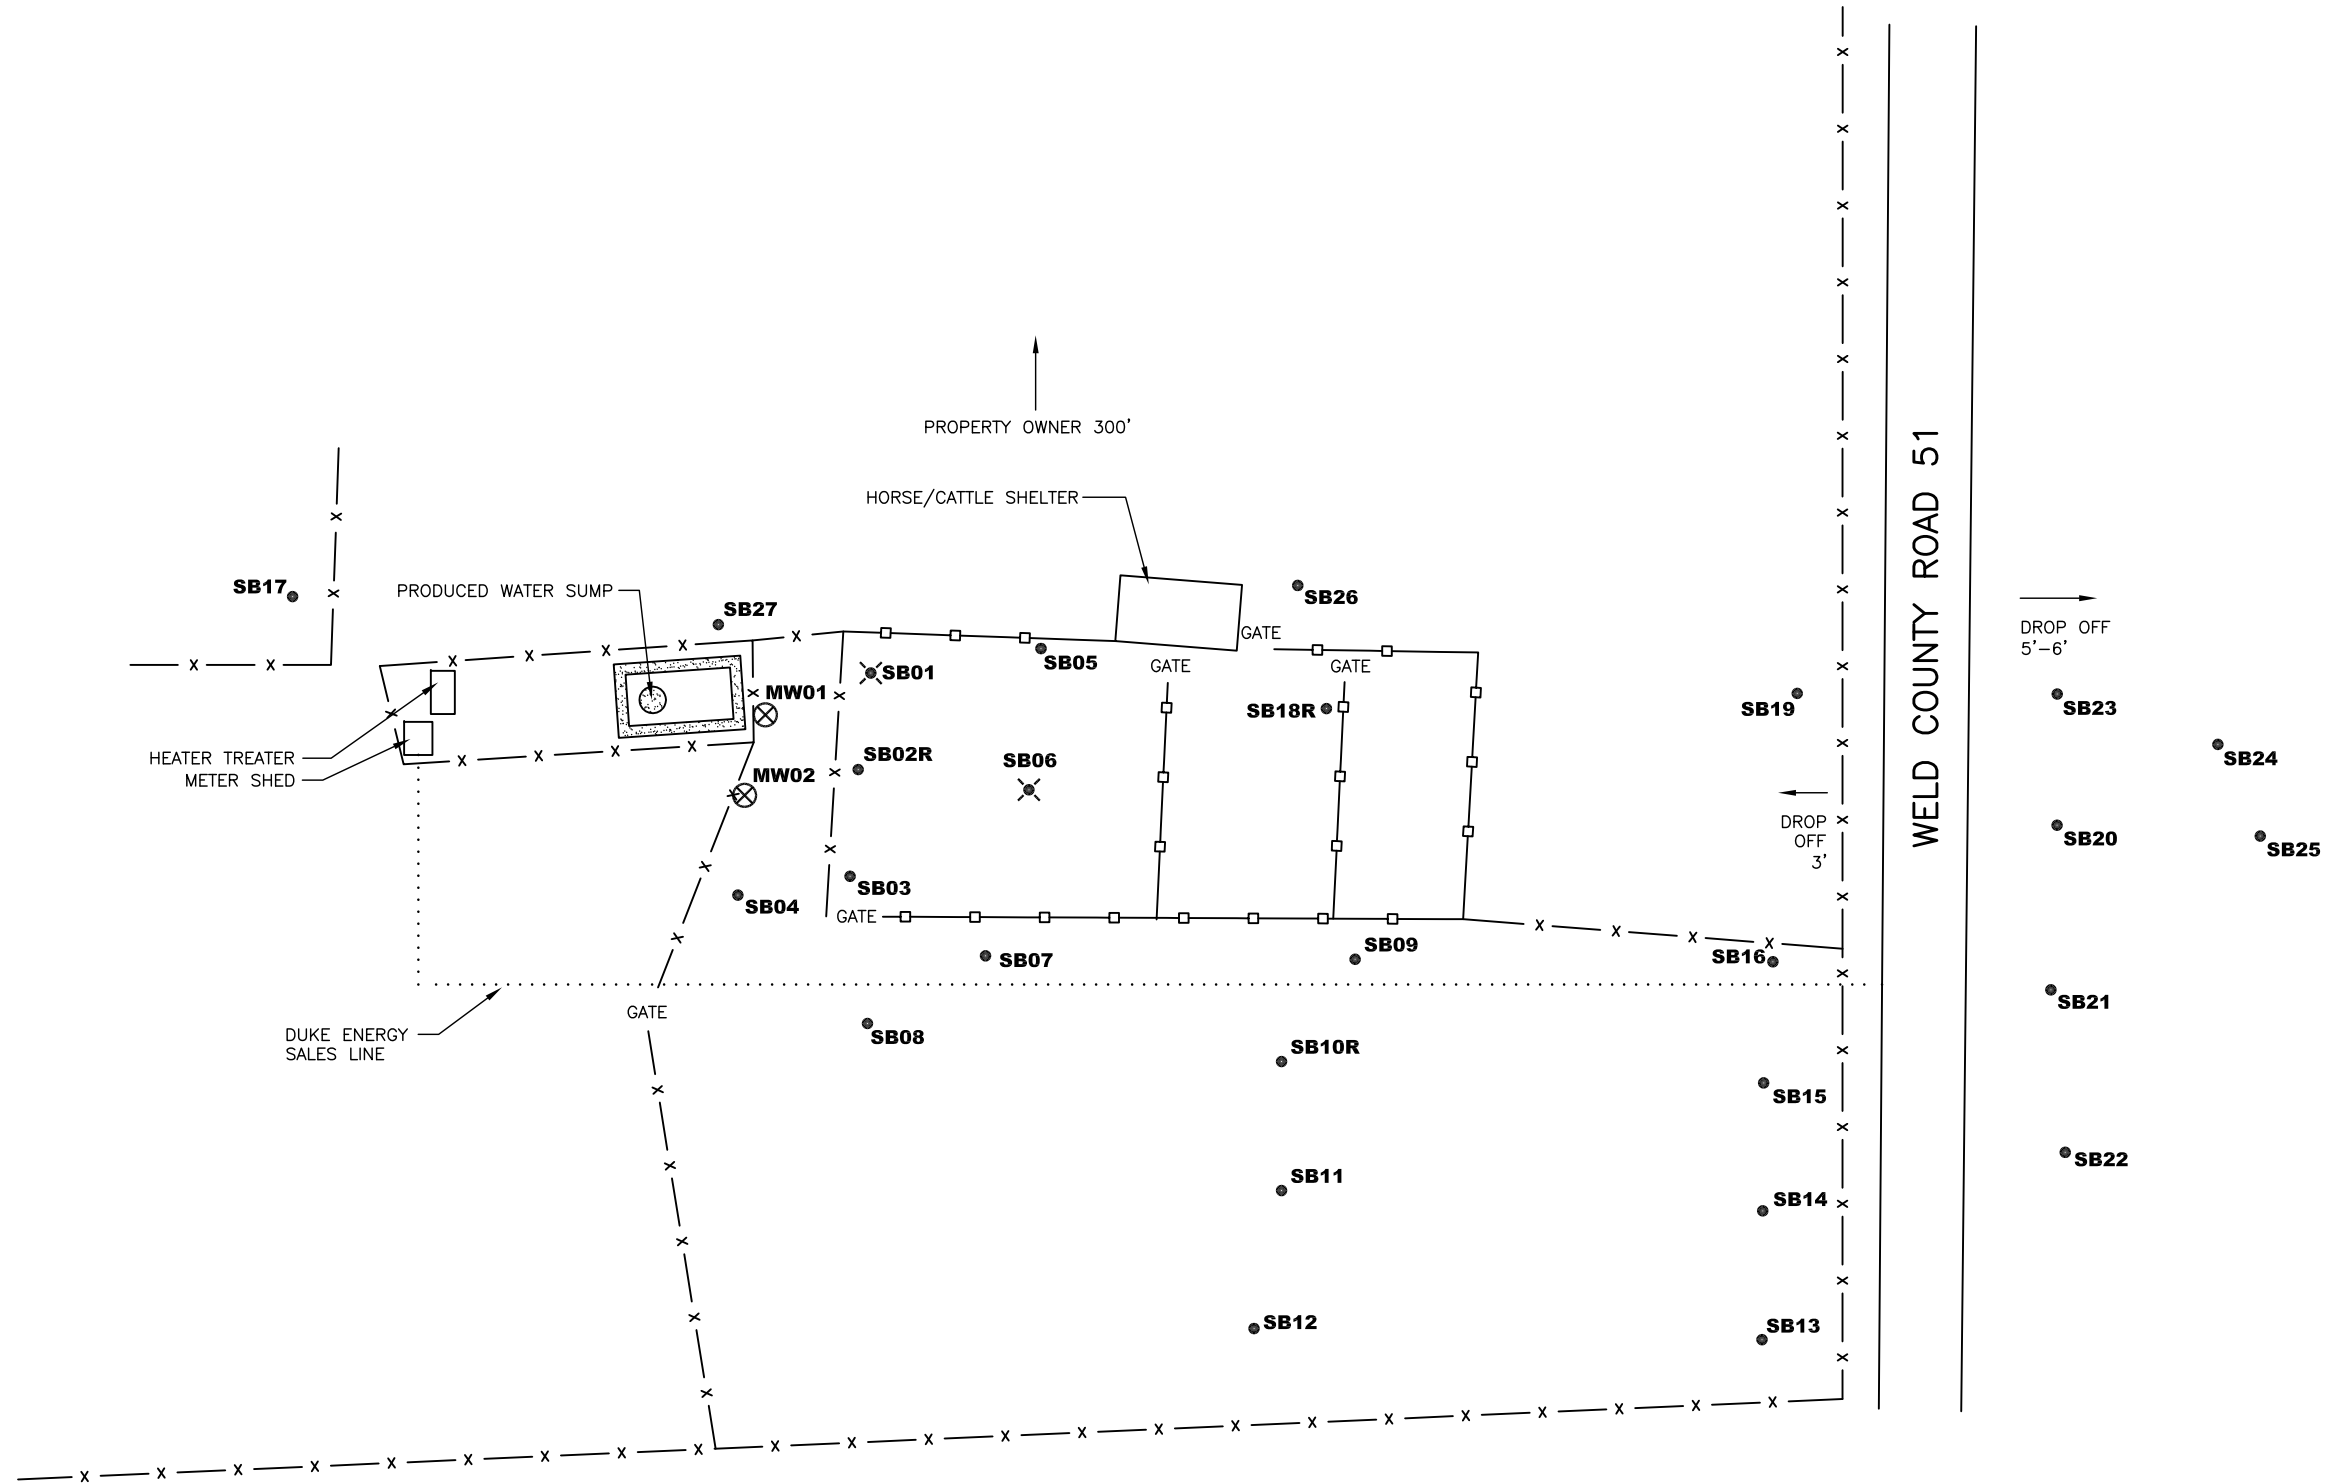 PROPERTY OWNER 300'
WELD COUNTY ROAD 51
HORSE/CATTLE SHELTER
SB17
PRODUCED WATER SUMP
SB27
SB26
GATE
DROP OFF
5'-6'
SB01
SB05
GATE
GATE
MW01
SB18R
SB19
SB23
HEATER TREATER
METER SHED
SB02R
SB06
MW02
SB24
DROP
OFF
3'
SB20
SB25
SB03
SB04
GATE
SB07
SB09
SB16
SB21
GATE
DUKE ENERGY
SALES LINE
SB08
SB10R
SB15
SB11
SB22
SB14
SB12
SB13